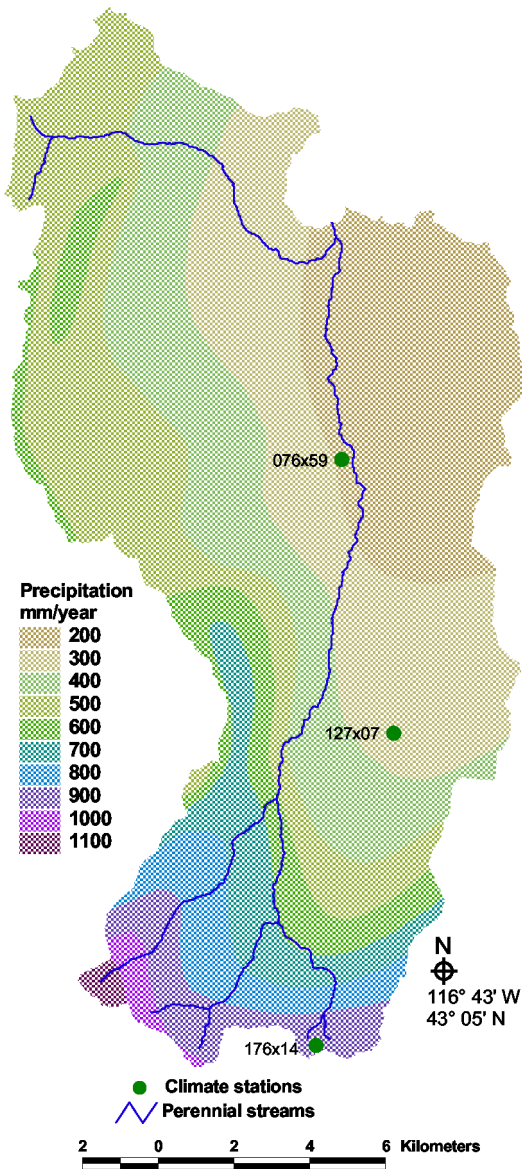 076x59
Precipitation
mm/year
200
300
400
500
600
700
800
900
1000
1100
127x07
N
116° 43' W
43° 05' N
176x14
Climate stations
Perennial streams
2 0 2 4 6 Kilometers